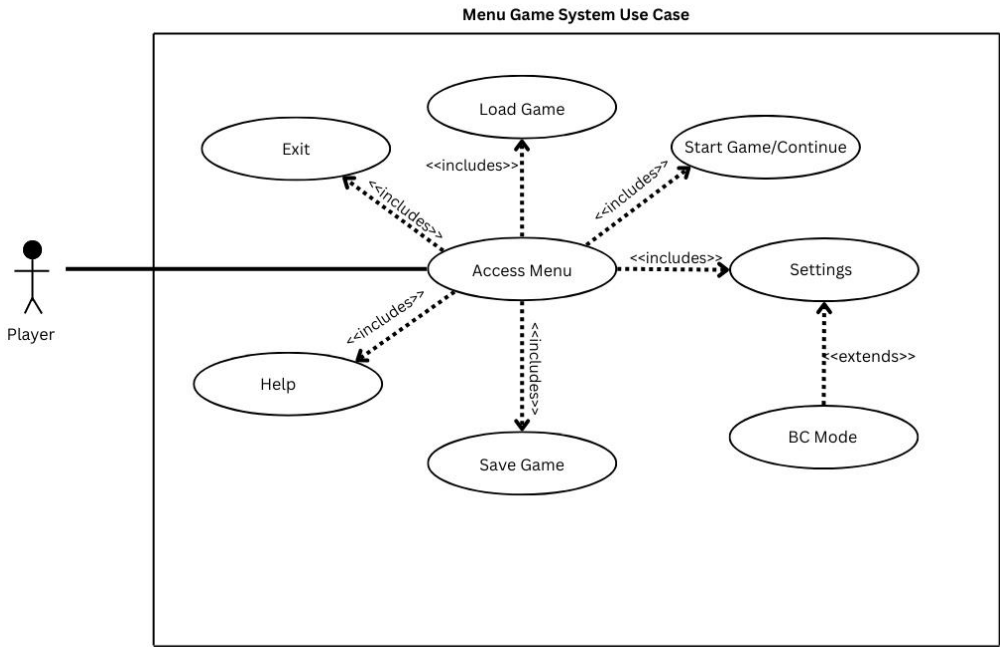 Menu Game System Use Case
Load Game
Exit
Start Game/Continue
<<includes>>
<<includes>>
<<includes>>
Access Menu
<<includes>>
Settings
Player
<<includes>>
<<includes>>
<<extends>>
Help
BC Mode
Save Game